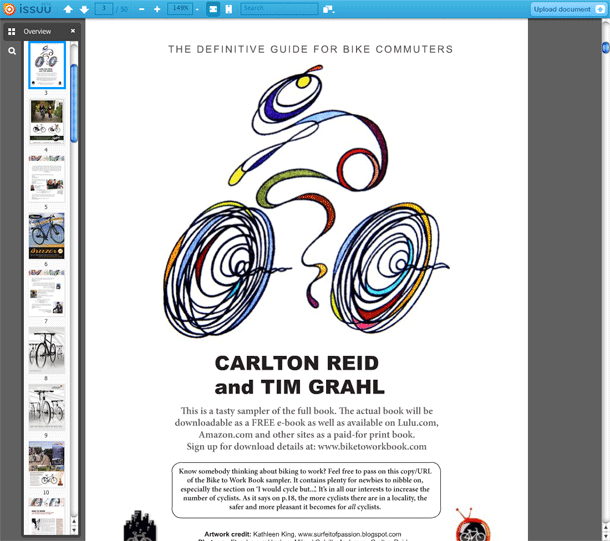 issuu 3 / 50 149% Search Upload document
Overview
3
4
5
6
7
8
9
10
THE DEFINITIVE GUIDE FOR BIKE COMMUTERS
CARLTON REID
and TIM GRAHL
This is a tasty sampler of the full book. The actual book will be
downloadable as a FREE e-book as well as available on Lulu.com,
Amazon.com and other sites as a paid-for print book.
Sign up for download details at: www.biketoworkbook.com
Know somebody thinking about biking to work? Feel free to pass on this copy/URL
of the Bike to Work Book sampler. It contains plenty for newbies to nibble on,
especially the section on ‘I would cycle but...’. It’s in all our interests to increase the
number of cyclists. As it says on p.18, the more cyclists there are in a locality, the
safer and more pleasant it becomes for all cyclists.
Artwork credit: Kathleen King, www.surfeitofpassion.blogspot.com